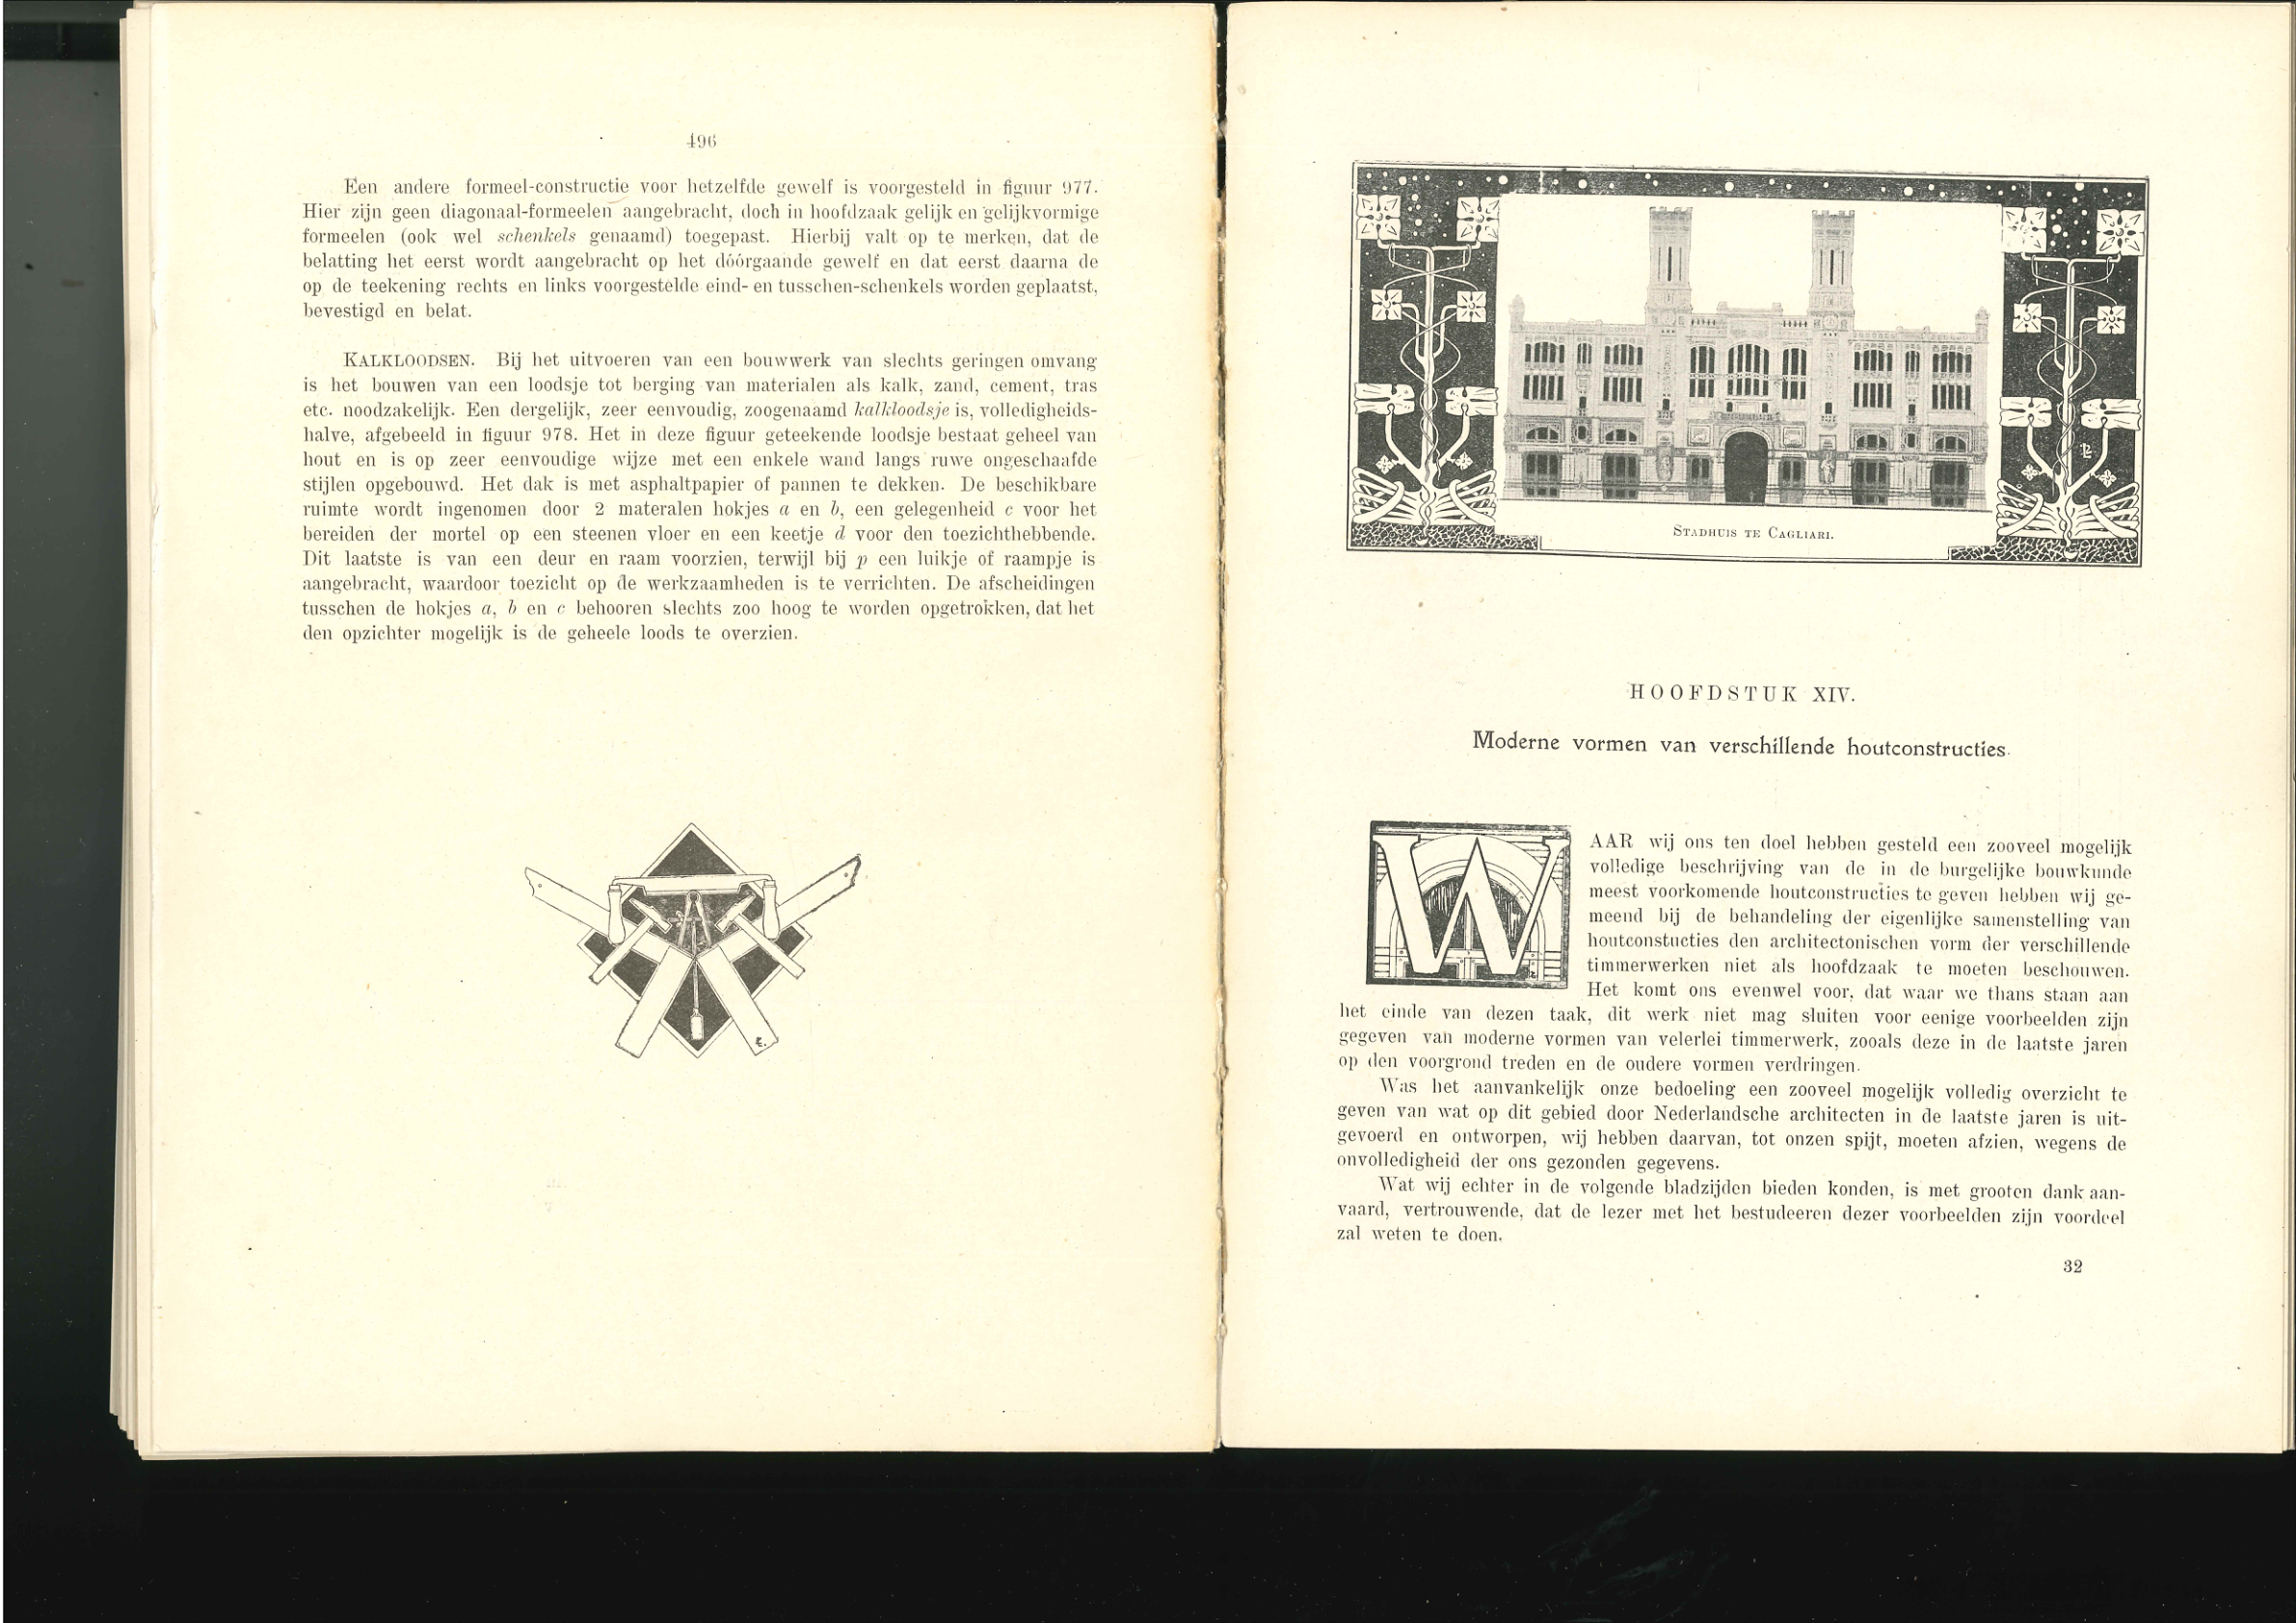 496
Een andere formeel-constructie voor hetzelfde gewelf is voorgesteld in figuur 977.
Hier zijn geen diagonaal-formeelen aangebracht, doch in hoofdzaak gelijk en gelijkvormige
formeelen (ook wel schenkels genaamd) toegepast. Hierbij valt op te merken, dat de
belatting het eerst wordt aangebracht op het dóórgaande gewelf en dat eerst daarna de
op de teekening rechts en links voorgestelde eind- en tusschen-schenkels worden geplaatst,
bevestigd en belat.
KALKLOODSEN. Bij het uitvoeren van een bouwwerk van slechts geringen omvang
is het bouwen van een loodsje tot berging van materialen als kalk, zand, cement, tras
etc. noodzakelijk. Een dergelijk, zeer eenvoudig, zoogenaamd kalkloodsje is, volledigheids-
halve, afgebeeld in figuur 978. Het in deze figuur geteekende loodsje bestaat geheel van
hout en is op zeer eenvoudige wijze met een enkele wand langs ruwe ongeschaafde
stijlen opgebouwd. Het dak is met asphaltpapier of pannen te dekken. De beschikbare
ruimte wordt ingenomen door 2 materalen hokjes a en b, een gelegenheid c voor het
bereiden der mortel op een steenen vloer en een keetje d voor den toezichthebbende.
Dit laatste is van een deur en raam voorzien, terwijl bij p een luikje of raampje is
aangebracht, waardoor toezicht op de werkzaamheden is te verrichten. De afscheidingen
tusschen de hokjes a, b en c behooren slechts zoo hoog te worden opgetrokken, dat het
den opzichter mogelijk is de geheele loods te overzien.
STADHUIS TE CAGLIARI.
HOOFDSTUK XIV.
Moderne vormen van verschillende houtconstructies.
WAAR wij ons ten doel hebben gesteld een zooveel mogelijk
volledige beschrijving van de in de burgelijke bouwkunde
meest voorkomende houtconstructies te geven hebben wij ge-
meend bij de behandeling der eigenlijke samenstelling van
houtconstucties den architectonischen vorm der verschillende
timmerwerken niet als hoofdzaak te moeten beschouwen.
Het komt ons evenwel voor, dat waar we thans staan aan
het einde van dezen taak, dit werk niet mag sluiten voor eenige voorbeelden zijn
gegeven van moderne vormen van velerlei timmerwerk, zooals deze in de laatste jaren
op den voorgrond treden en de oudere vormen verdringen.
Was het aanvankelijk onze bedoeling een zooveel mogelijk volledig overzicht te
geven van wat op dit gebied door Nederlandsche architecten in de laatste jaren is uit-
gevoerd en ontworpen, wij hebben daarvan, tot onzen spijt, moeten afzien, wegens de
onvolledigheid der ons gezonden gegevens.
Wat wij echter in de volgende bladzijden bieden konden, is met grooten dank aan-
vaard, vertrouwende, dat de lezer met het bestudeeren dezer voorbeelden zijn voordeel
zal weten te doen.
32